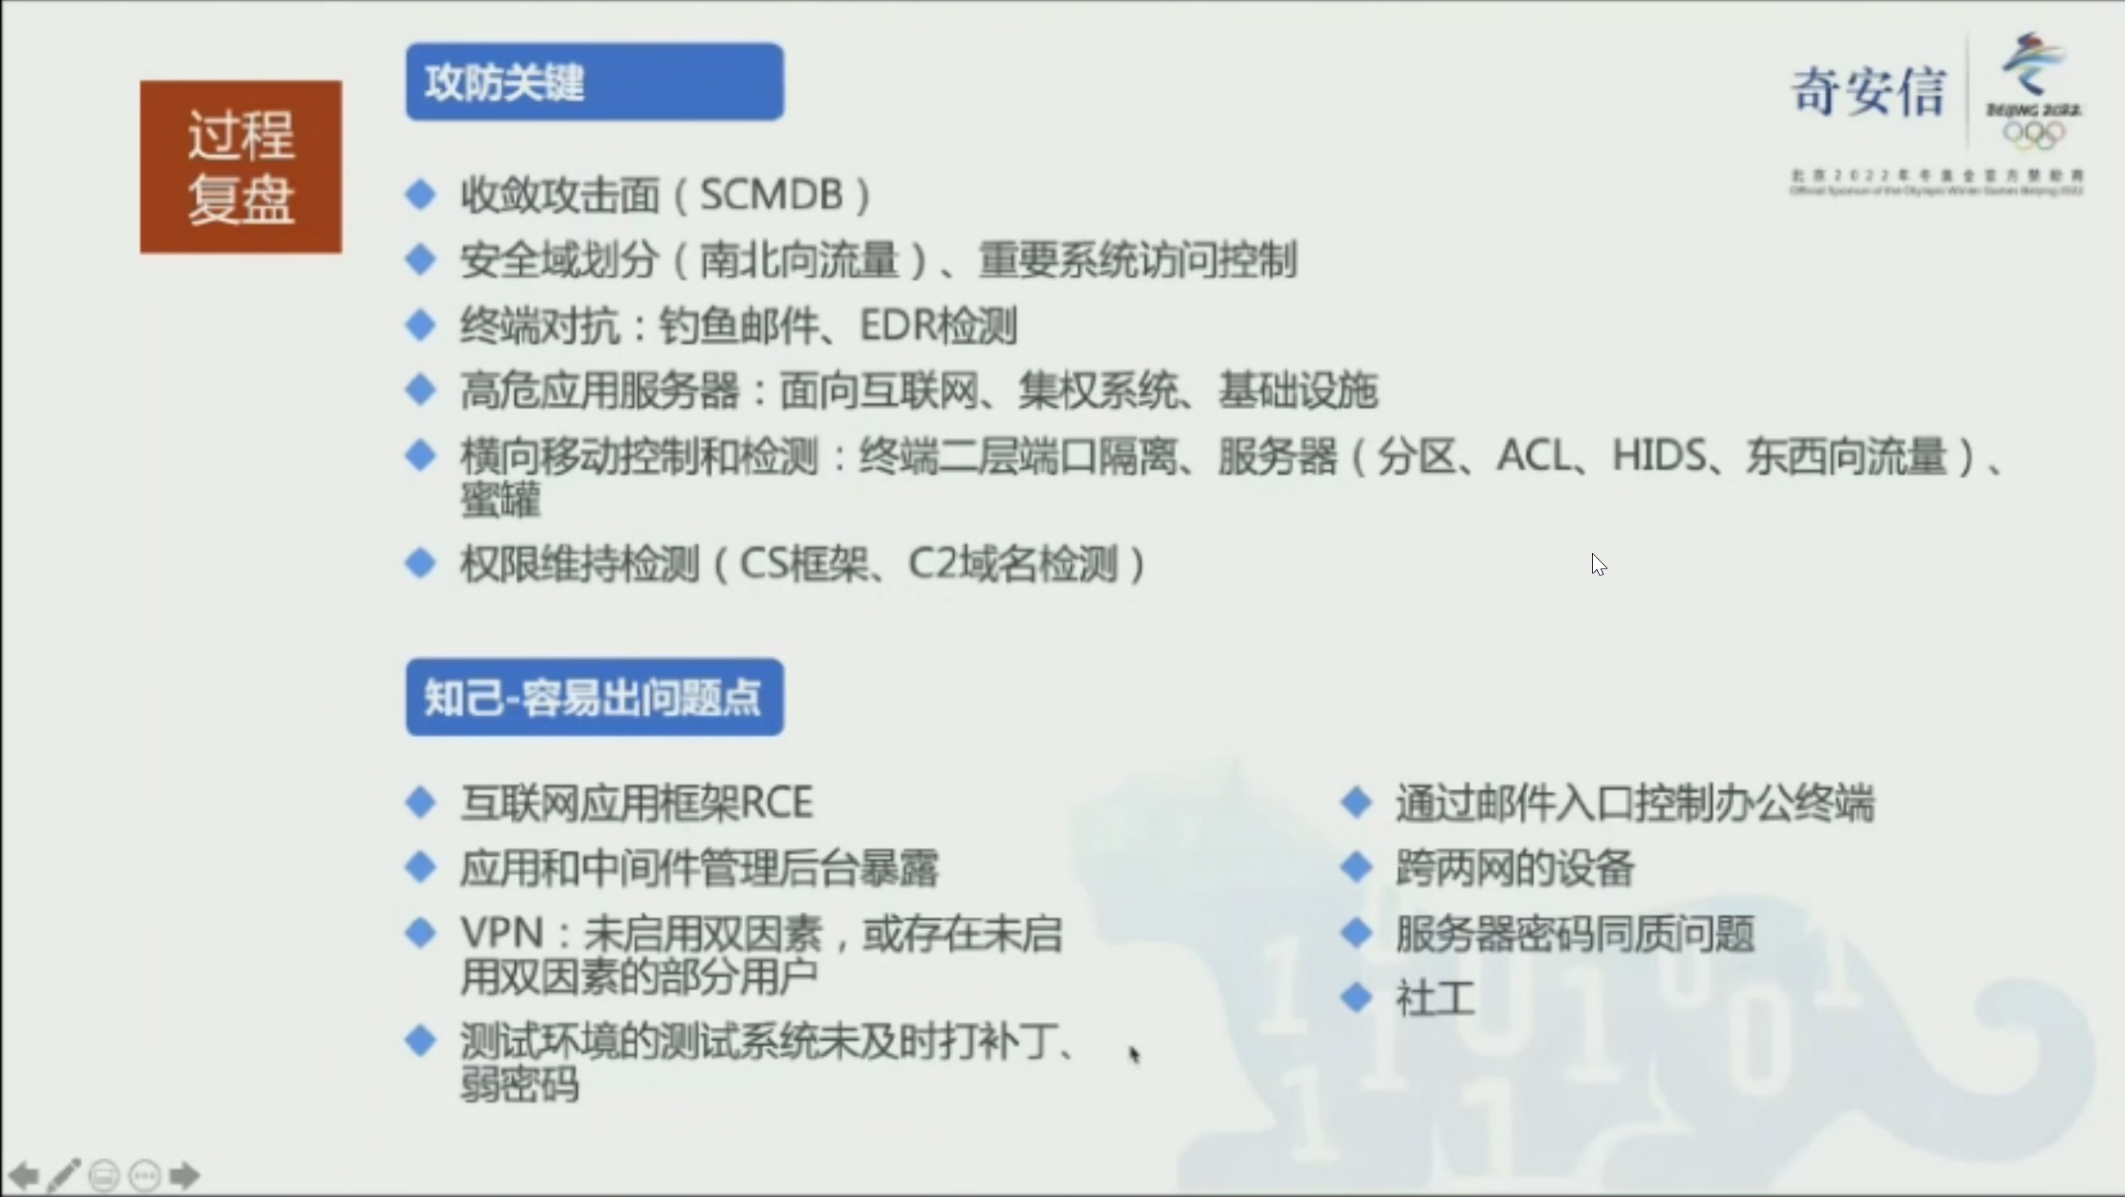 过程
复盘
攻防关键
奇安信
BEIJING 2022
北京2022年冬奥会官方赞助商
Official Sponsor of the Olympic Winter Games Beijing 2022
◆ 收敛攻击面（SCMDB）
◆ 安全域划分（南北向流量）、重要系统访问控制
◆ 终端对抗：钓鱼邮件、EDR检测
◆ 高危应用服务器：面向互联网、集权系统、基础设施
◆ 横向移动控制和检测：终端二层端口隔离、服务器（分区、ACL、HIDS、东西向流量）、
蜜罐
◆ 权限维持检测（CS框架、C2域名检测）
知己-容易出问题点
◆ 互联网应用框架RCE
◆ 应用和中间件管理后台暴露
◆ VPN：未启用双因素，或存在未启
用双因素的部分用户
◆ 测试环境的测试系统未及时打补丁、
弱密码
◆ 通过邮件入口控制办公终端
◆ 跨两网的设备
◆ 服务器密码同质问题
◆ 社工